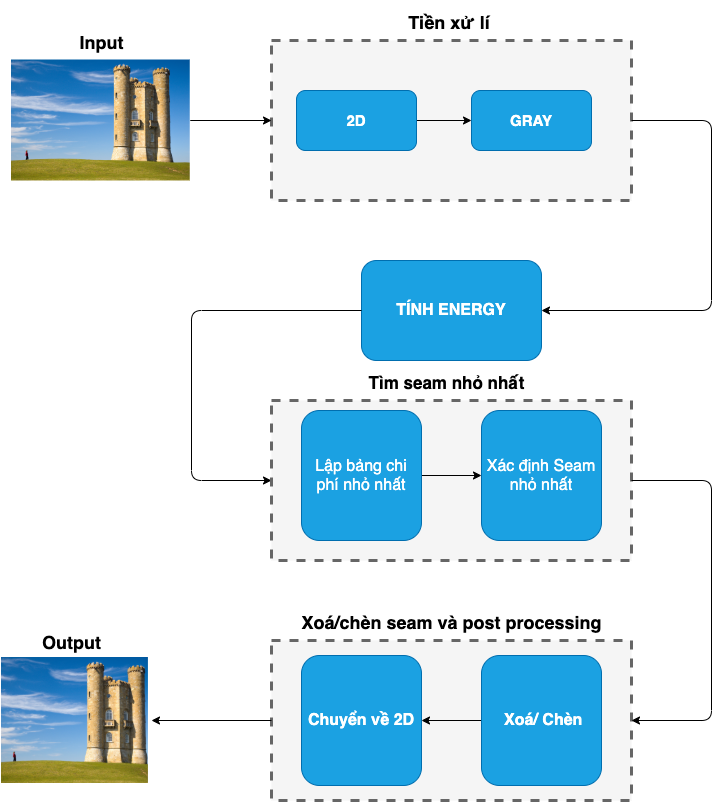 Tiền xử lí
Input
2D
GRAY
TÍNH ENERGY
Tìm seam nhỏ nhất
Lập bảng chi
phí nhỏ nhất
Xác định Seam
nhỏ nhất
Xoá/chèn seam và post processing
Output
Chuyển về 2D
Xoá/ Chèn